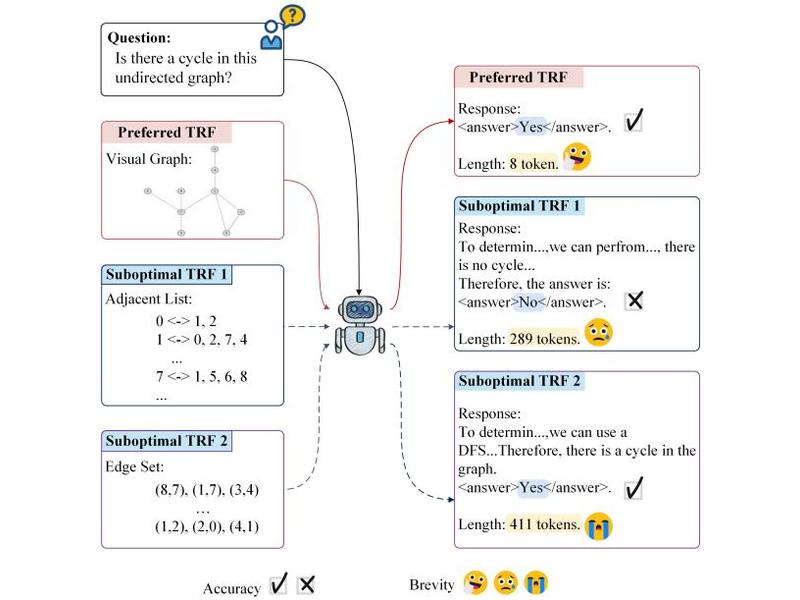 Question:
Is there a cycle in this
undirected graph?
Preferred TRF
Visual Graph:
Suboptimal TRF 1
Adjacent List:
0 <-> 1, 2
1 <-> 0, 2, 7, 4
...
7 <-> 1, 5, 6, 8
...
Suboptimal TRF 2
Edge Set:
(8,7), (1,7), (3,4)
...
(1,2), (2,0), (4,1)
Preferred TRF
Response:
<answer>Yes</answer>.
Length: 8 token.
Suboptimal TRF 1
Response:
To determin...,we can perfrom..., there
is no cycle...
Therefore, the answer is:
<answer>No</answer>.
Length: 289 tokens.
Suboptimal TRF 2
Response:
To determin...,we can use a
DFS...Therefore, there is a cycle in the
graph.
<answer>Yes</answer>.
Length: 411 tokens.
Accuracy
Brevity